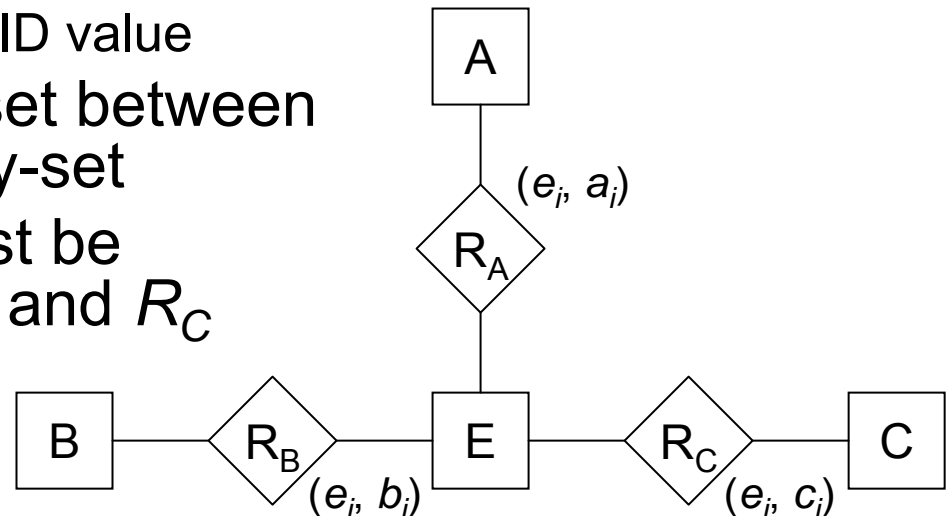 ID value
set between
y-set
st be
and R_C
A
(e_i, a_i)
R_A
B
R_B
E
R_C
C
(e_i, b_i)
(e_i, c_i)